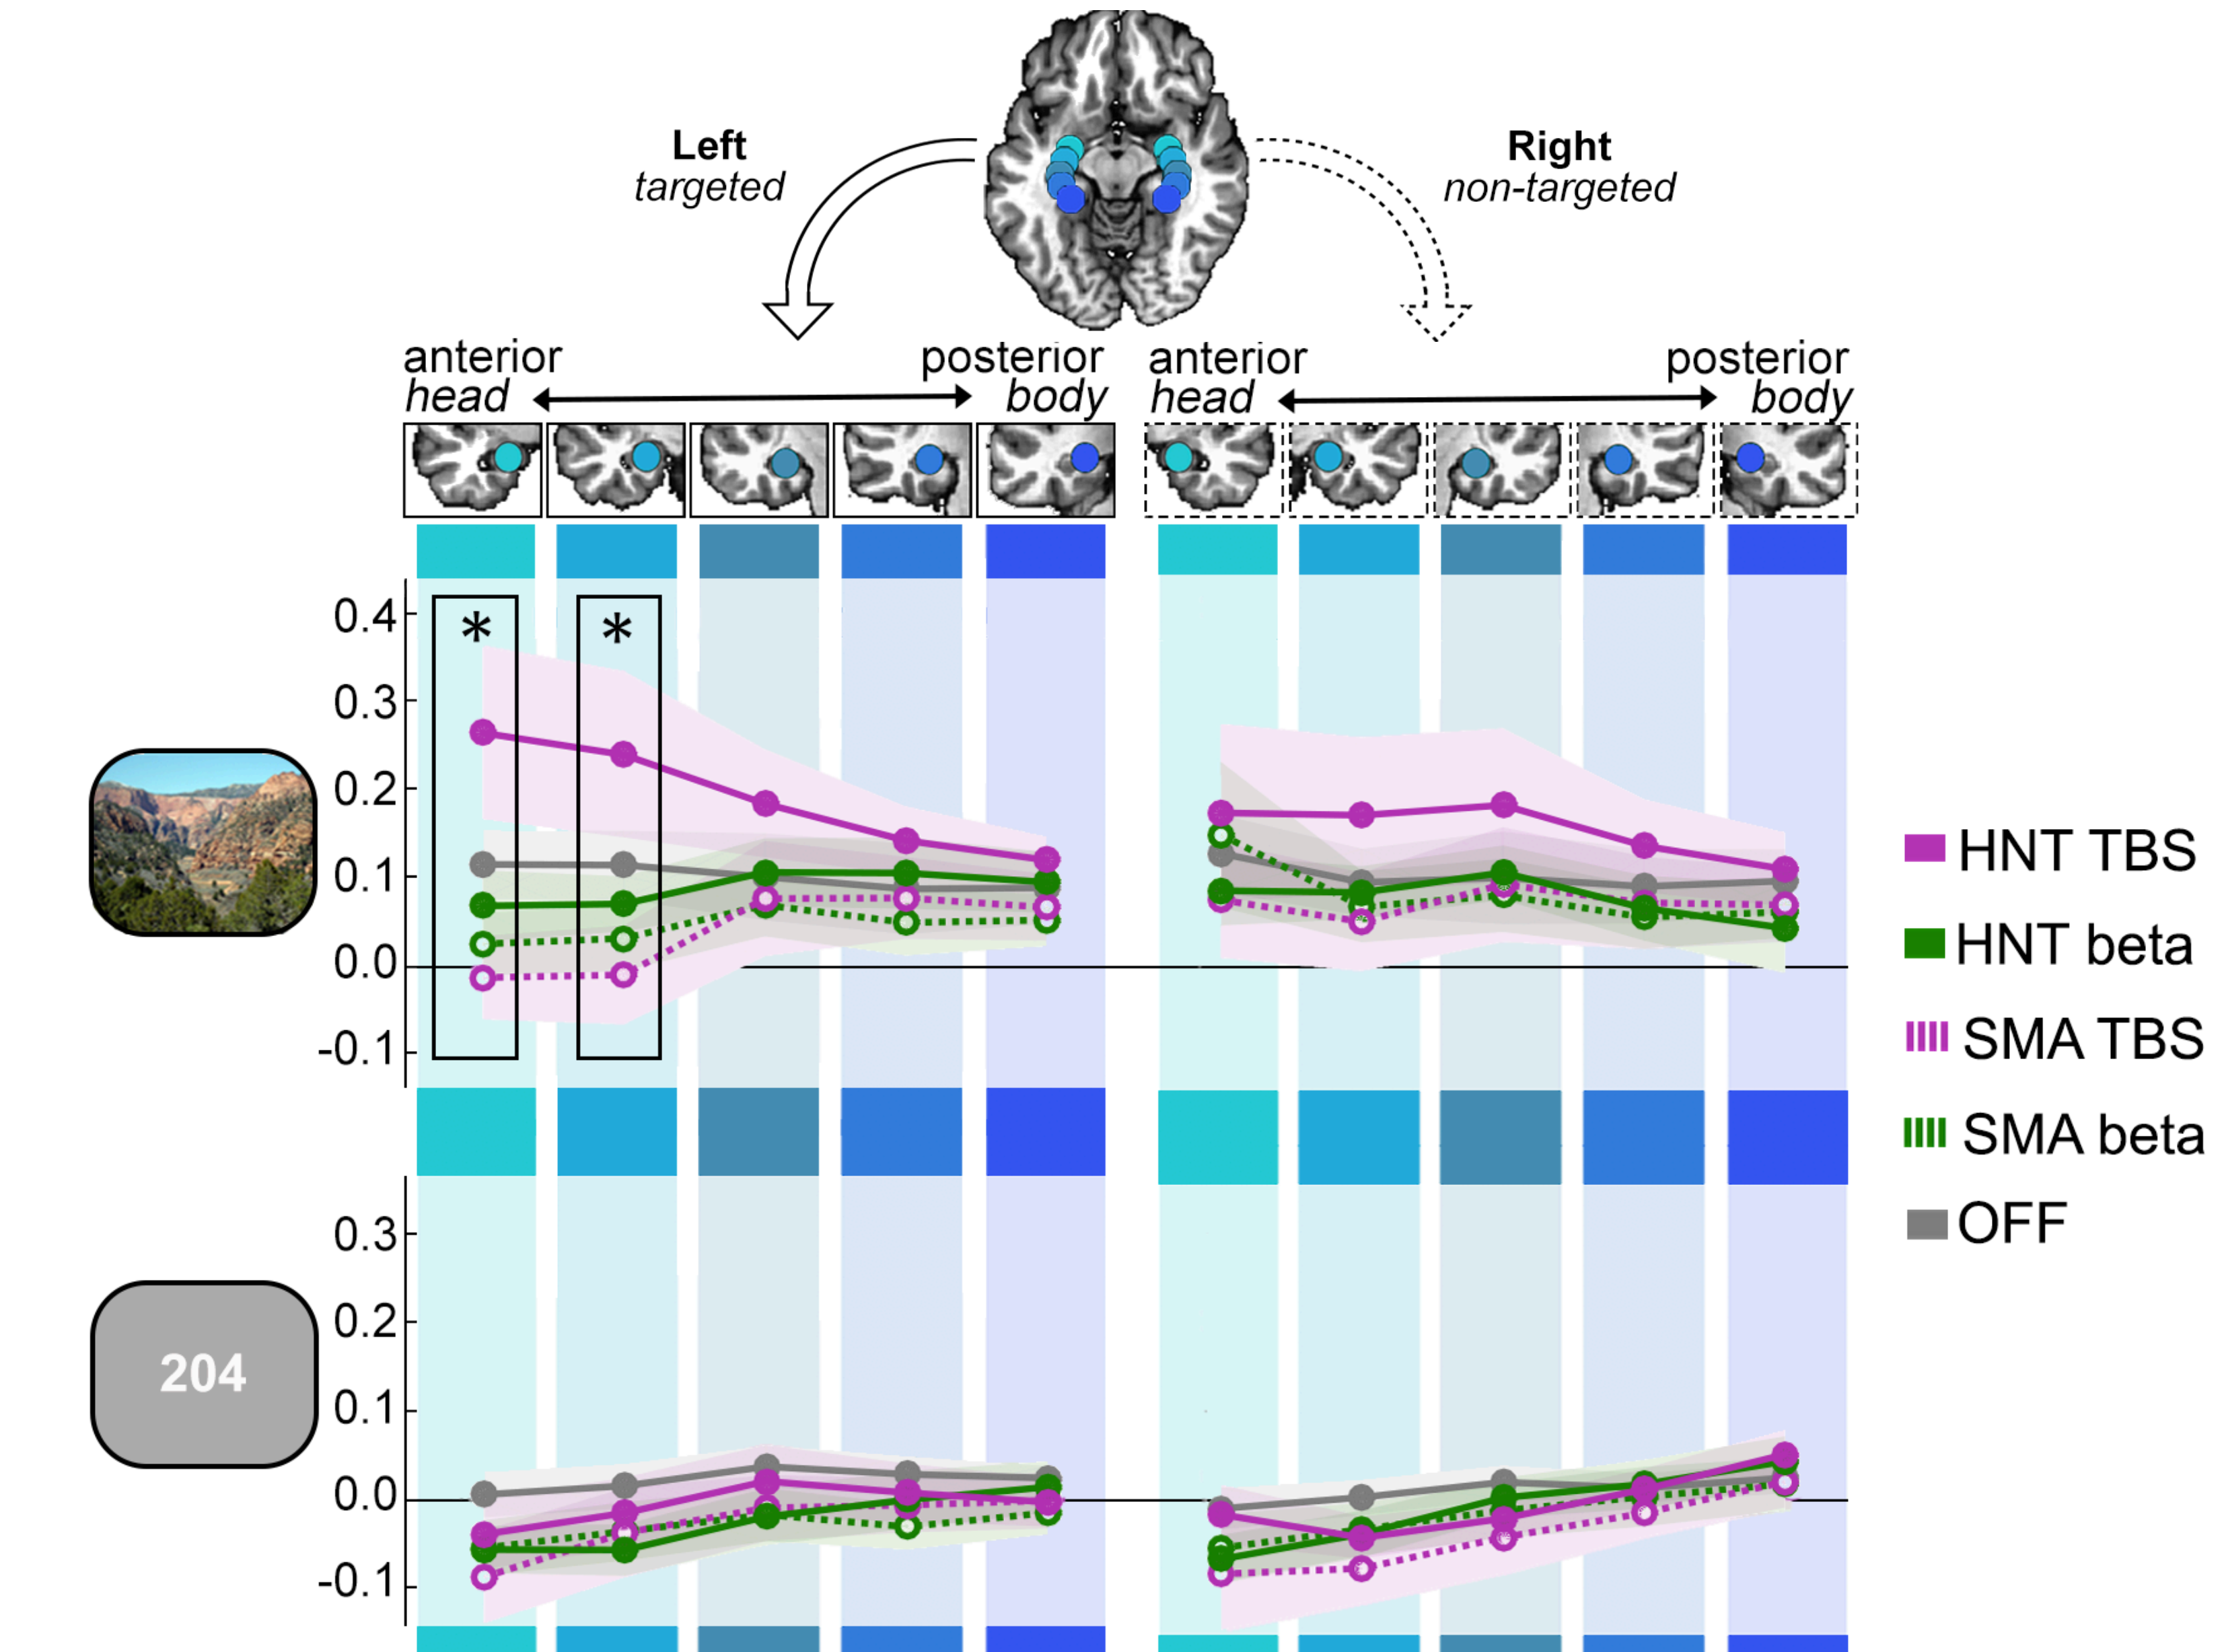 Left
targeted
Right
non-targeted
anterior posterior anterior posterior
head body head body
0.4
* *
0.3
0.2
0.1
0.0
-0.1
HNT TBS
HNT beta
SMA TBS
SMA beta
OFF
0.3
0.2
0.1
0.0
-0.1
204